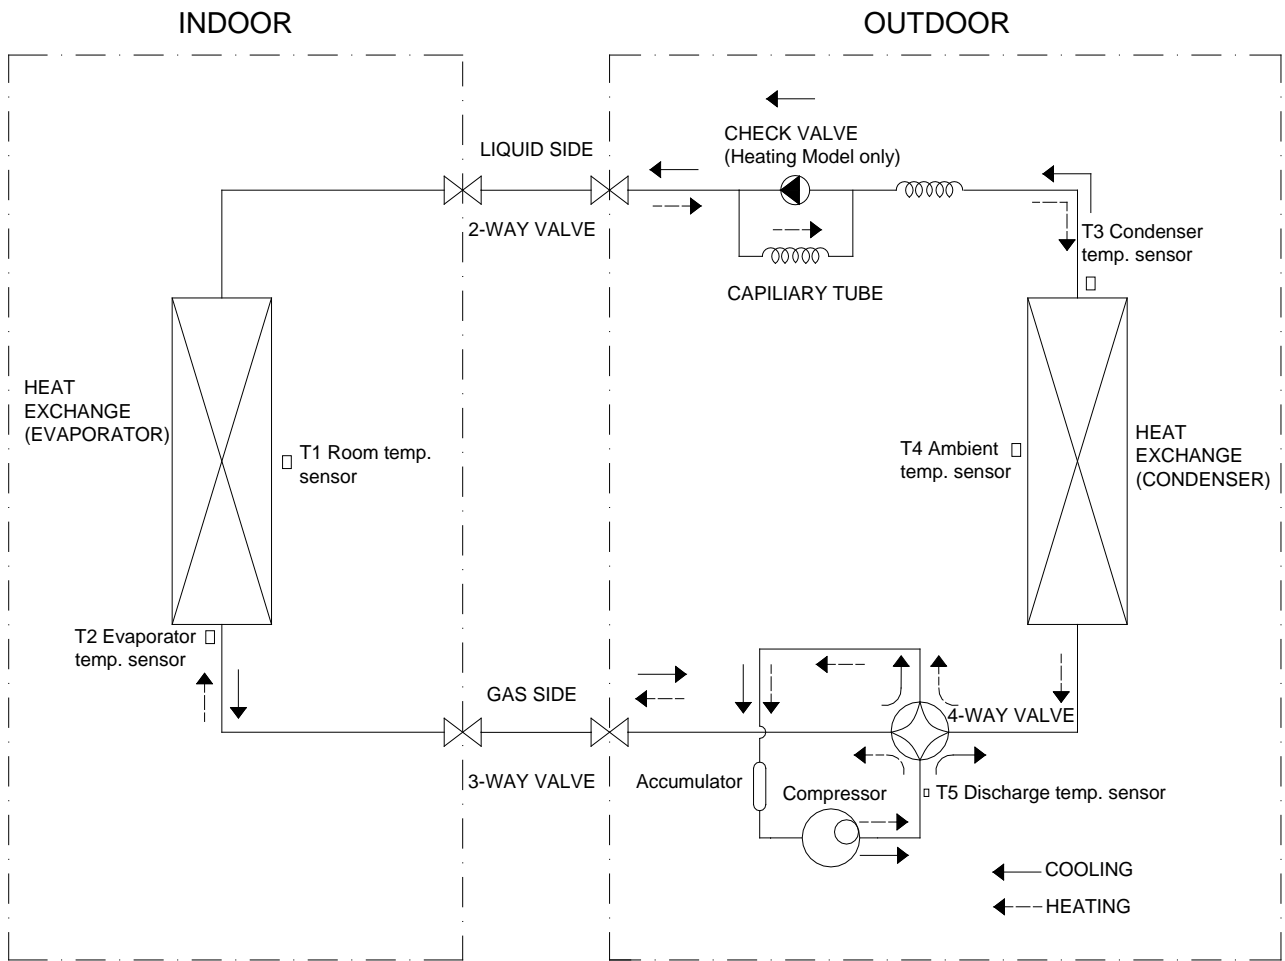 INDOOR
OUTDOOR
CHECK VALVE
(Heating Model only)
LIQUID SIDE
2-WAY VALVE
T3 Condenser
temp. sensor
CAPILIARY TUBE
HEAT
EXCHANGE
(EVAPORATOR)
T1 Room temp.
sensor
T4 Ambient
temp. sensor
HEAT
EXCHANGE
(CONDENSER)
T2 Evaporator
temp. sensor
GAS SIDE
4-WAY VALVE
3-WAY VALVE
Accumulator
Compressor
T5 Discharge temp. sensor
COOLING
HEATING